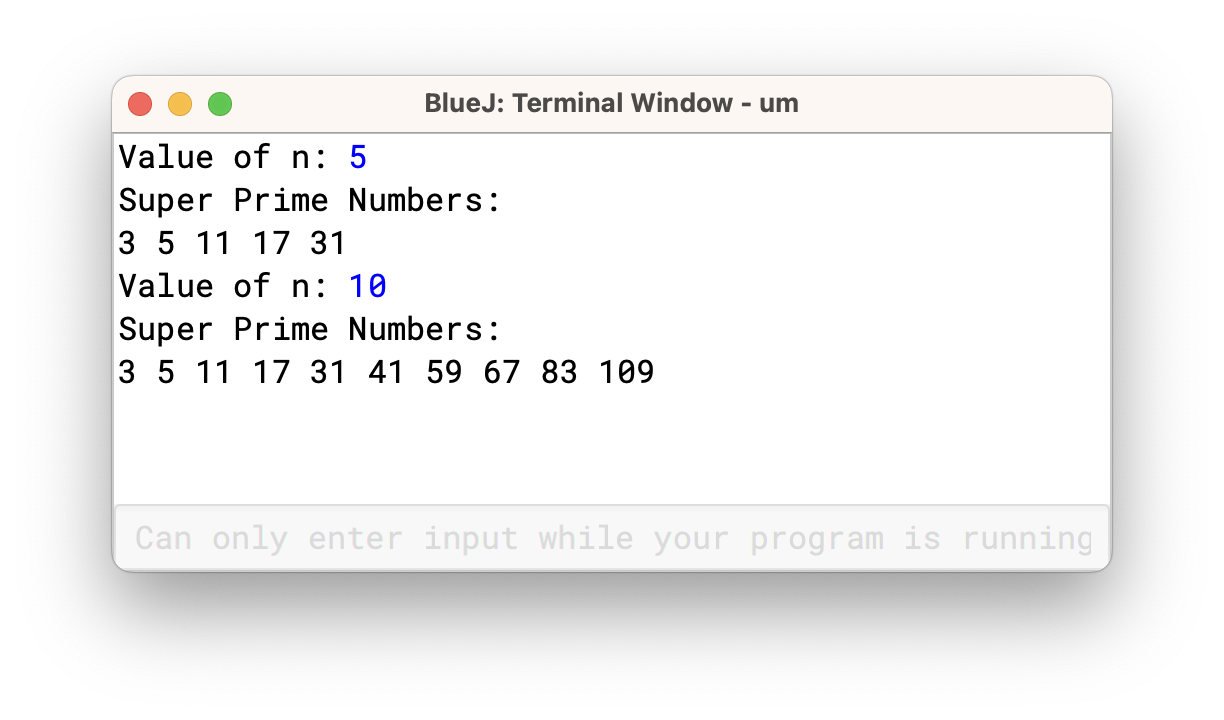 BlueJ: Terminal Window - um
Value of n: 5
Super Prime Numbers:
3 5 11 17 31
Value of n: 10
Super Prime Numbers:
3 5 11 17 31 41 59 67 83 109
Can only enter input while your program is running